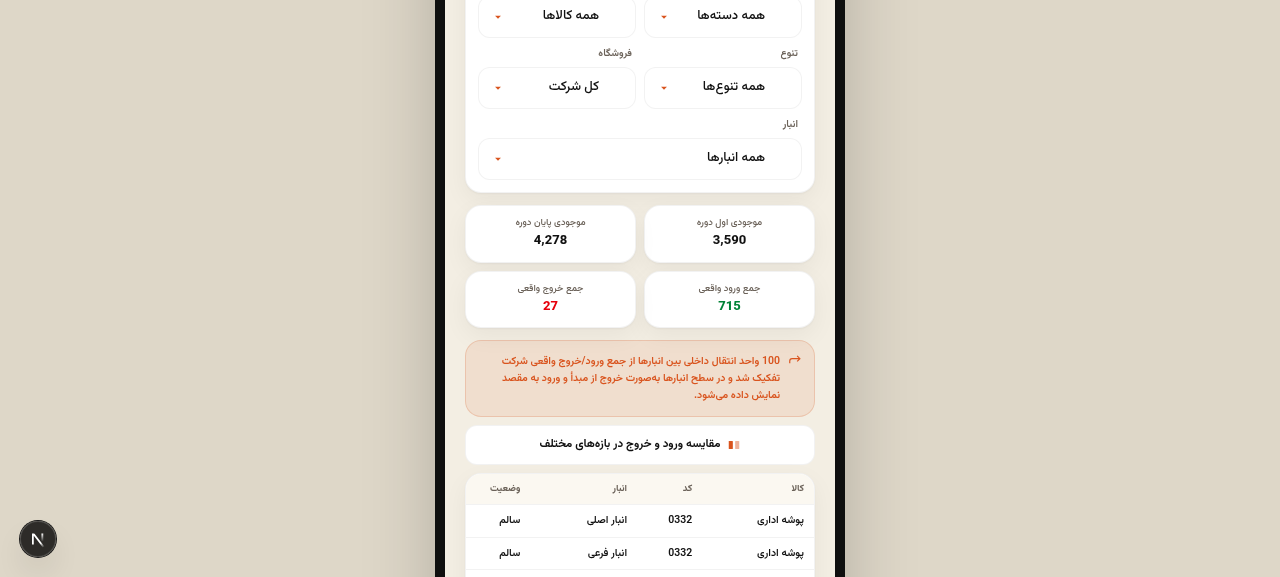 همه دسته‌ها
همه کالاها
تنوع
فروشگاه
همه تنوع‌ها
کل شرکت
انبار
همه انبارها
موجودی اول دوره
3,590
موجودی پایان دوره
4,278
جمع ورود واقعی
715
جمع خروج واقعی
27
100 واحد انتقال داخلی بین انبارها از جمع ورود/خروج واقعی شرکت
تفکیک شد و در سطح انبارها به‌صورت خروج از مبدأ و ورود به مقصد
نمایش داده می‌شود.
مقایسه ورود و خروج در بازه‌های مختلف
کالا کد انبار وضعیت
پوشه اداری 0332 انبار اصلی سالم
پوشه اداری 0332 انبار فرعی سالم
N